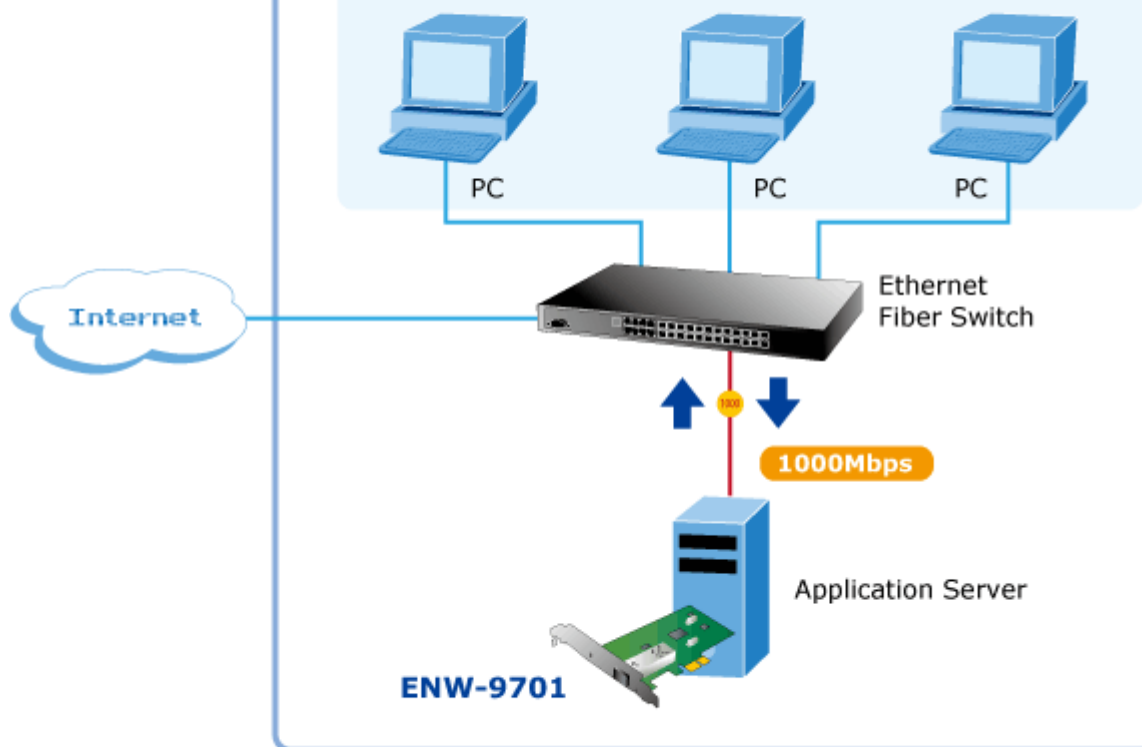 PC
PC
PC
Ethernet
Fiber Switch
Internet
1000
1000Mbps
Application Server
ENW-9701